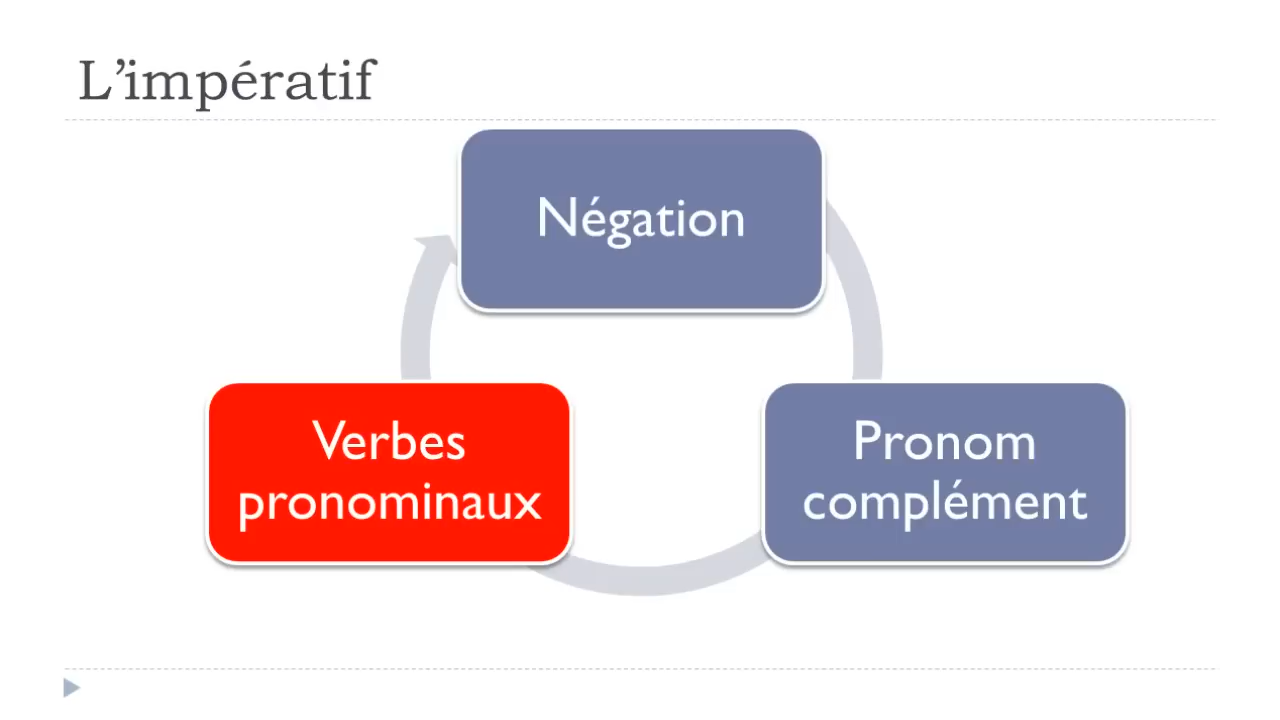 L’impératif
Négation
Verbes
pronominaux
Pronom
complément